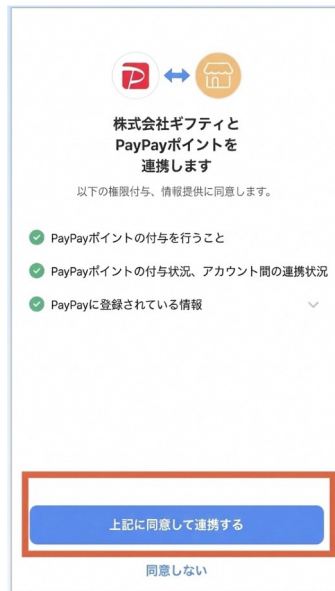 株式会社ギフティと
PayPayポイントを
連携します
以下の権限付与、情報提供に同意します。
PayPayポイントの付与を行うこと
PayPayポイントの付与状況、アカウント間の連携状況
PayPayに登録されている情報
上記に同意して連携する
同意しない